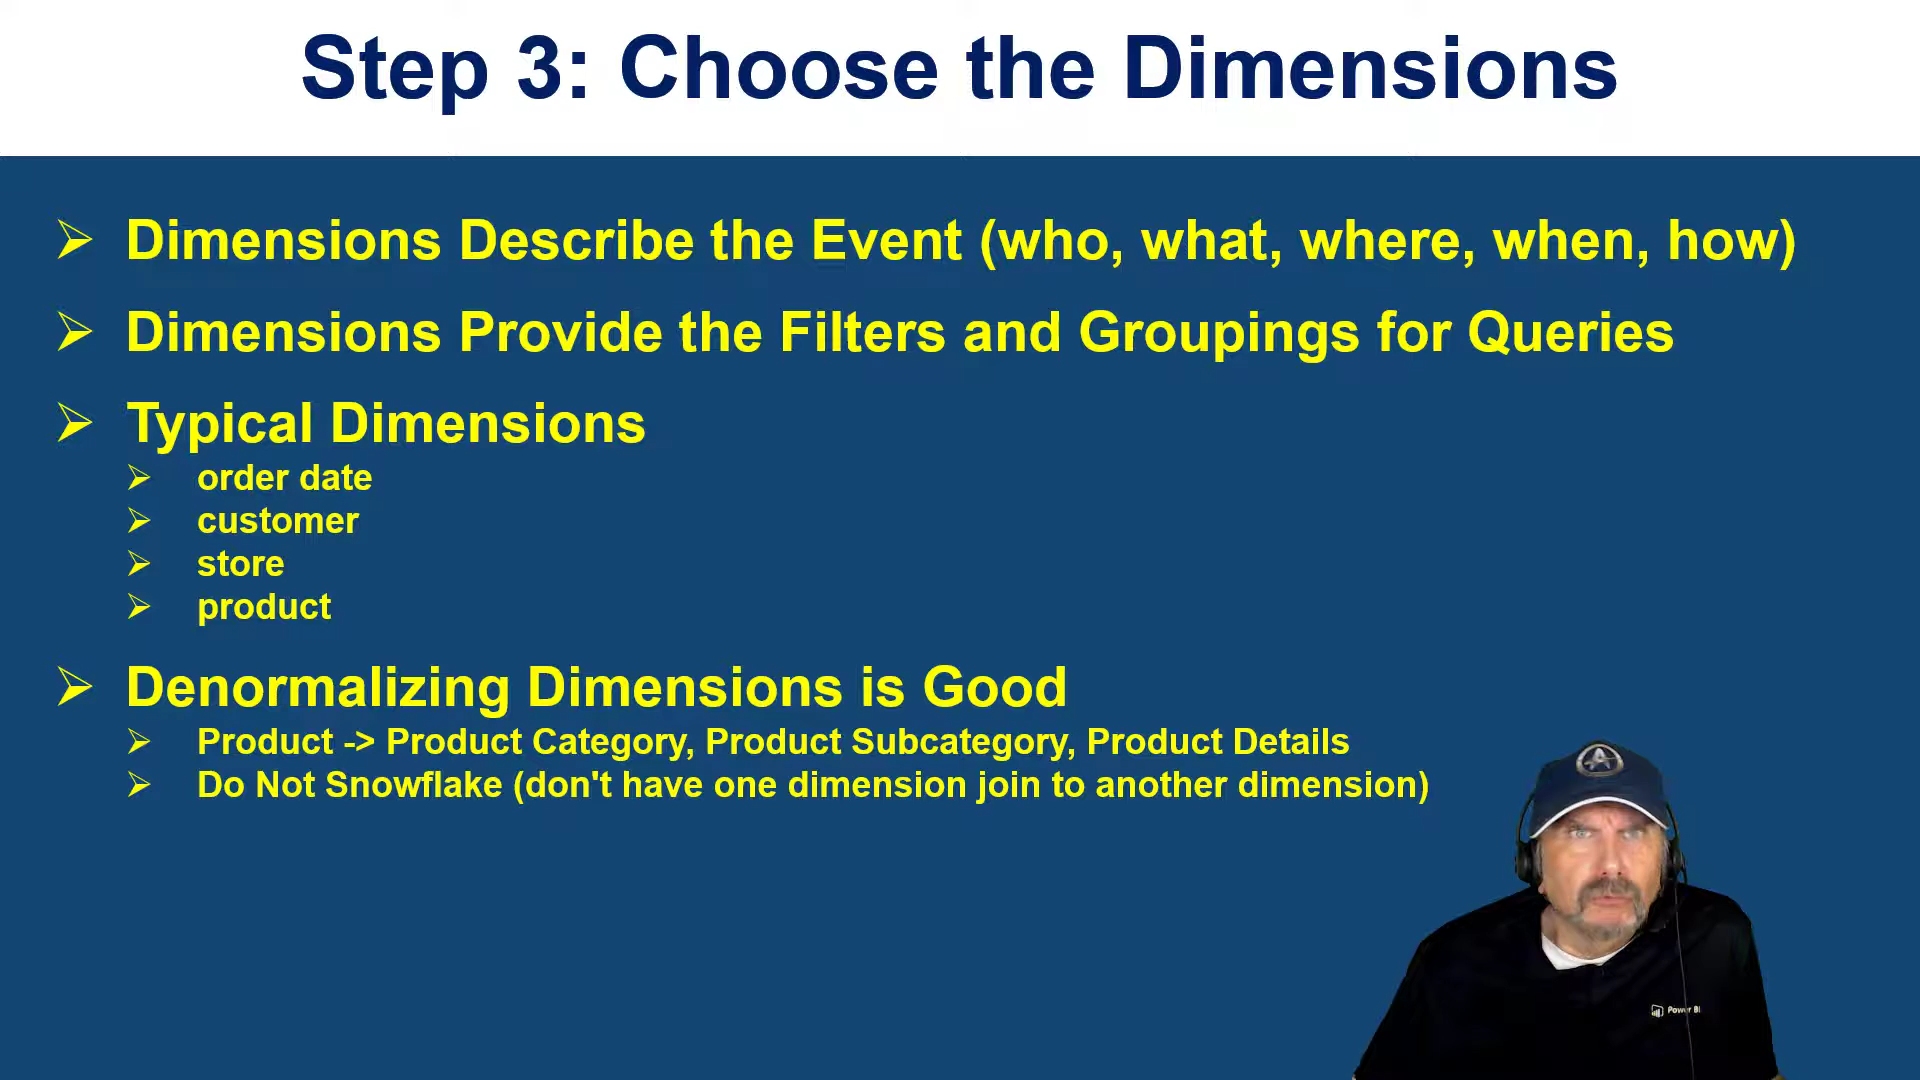 Step 3: Choose the Dimensions
➢ Dimensions Describe the Event (who, what, where, when, how)
➢ Dimensions Provide the Filters and Groupings for Queries
➢ Typical Dimensions
➢ order date
➢ customer
➢ store
➢ product
➢ Denormalizing Dimensions is Good
➢ Product -> Product Category, Product Subcategory, Product Details
➢ Do Not Snowflake (don't have one dimension join to another dimension)
Power BI